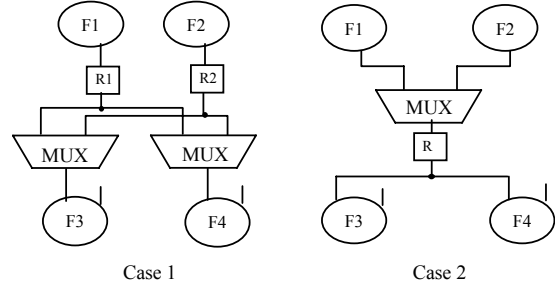 F1 F2 F1 F2
R1 R2
MUX MUX MUX
R
F3 F4 F3 F4
Case 1 Case 2